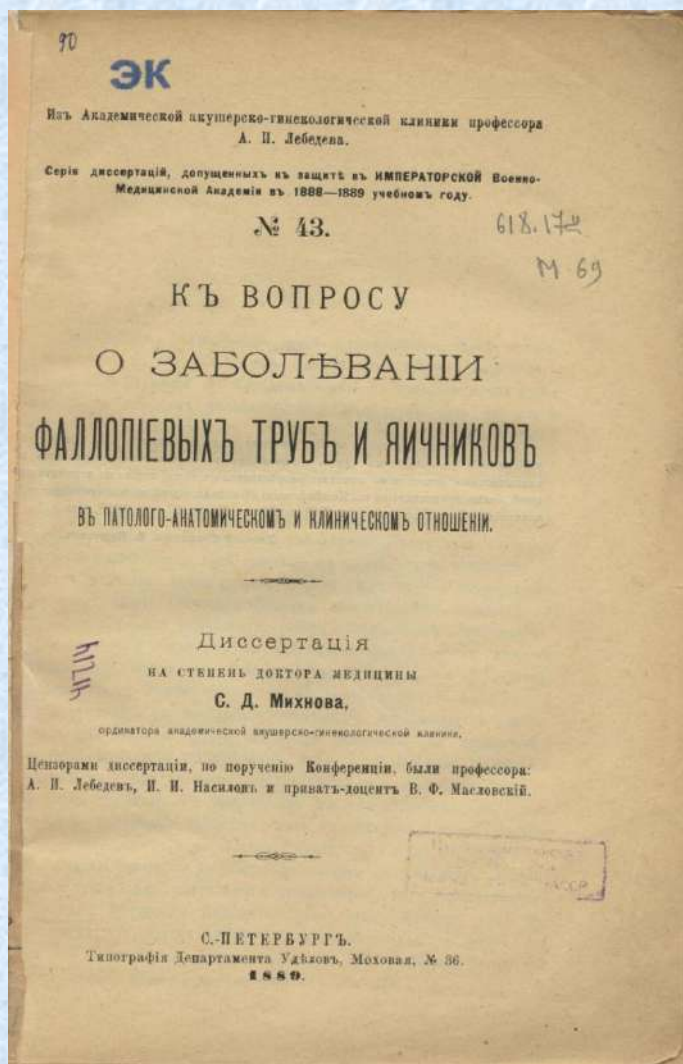 90
ЭК
Изъ Академической акушерско-гинекологической клиники профессора
А. И. Лебедева.
Серія диссертацій, допущенныхъ къ защитѣ въ ИМПЕРАТОРСКОЙ Военно-
Медицинской Академіи въ 1888—1889 учебномъ году.
№ 43.
618.17
М 69
КЪ ВОПРОСУ
О ЗАБОЛѢВАНІИ
ФАЛЛОПІЕВЫХЪ ТРУБЪ И ЯИЧНИКОВЪ
ВЪ ПАТОЛОГО-АНАТОМИЧЕСКОМЪ И КЛИНИЧЕСКОМЪ ОТНОШЕНІИ.
Диссертація
НА СТЕПЕНЬ ДОКТОРА МЕДИЦИНЫ
С. Д. Михнова,
ординатора академической акушерско-гинекологической клиники.
Цензорами диссертаціи, по порученію Конференціи, были профессора:
А. И. Лебедевъ, И. И. Насиловъ и приватъ-доцентъ В. Ф. Масловскій.
С.-ПЕТЕРБУРГЪ.
Типографія Департамента Удѣловъ, Моховая, № 36.
1889.